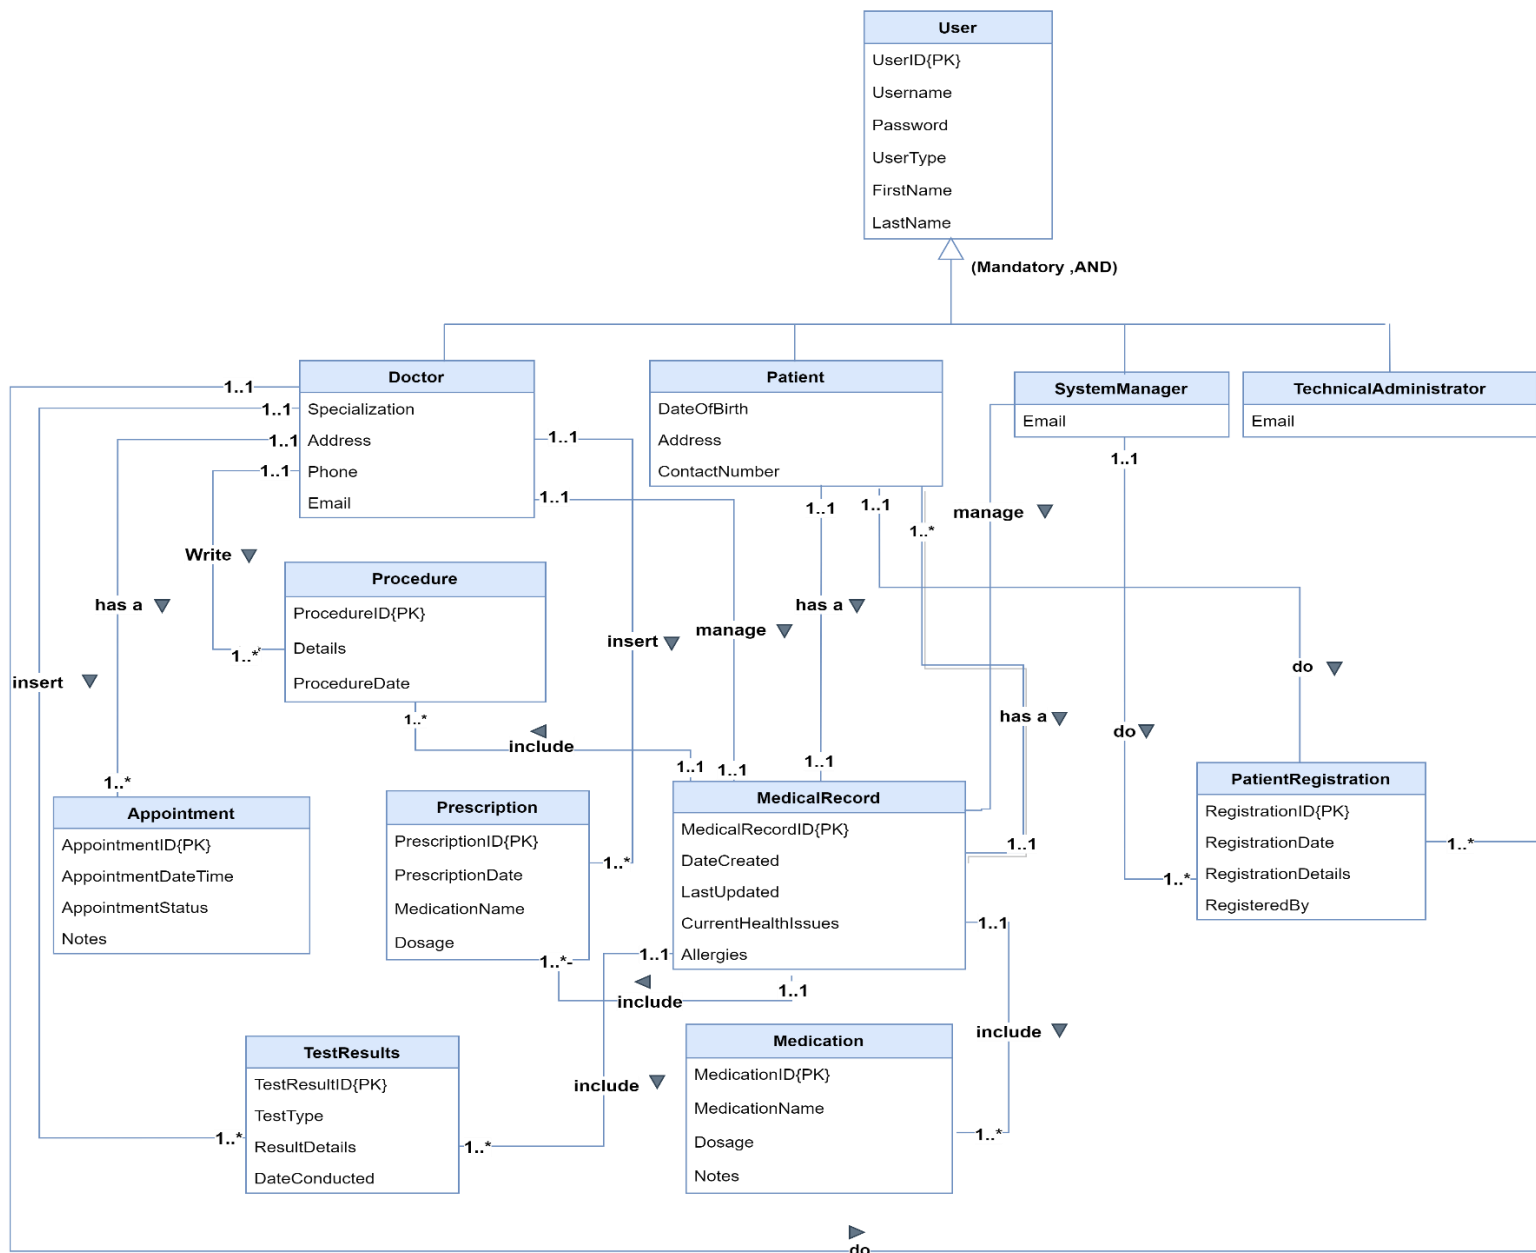 User
UserID{PK}
Username
Password
UserType
FirstName
LastName
(Mandatory ,AND)
Doctor
Specialization
Address
Phone
Email
Patient
DateOfBirth
Address
ContactNumber
SystemManager
Email
TechnicalAdministrator
Email
1..1
1..1
1..1
1..1
1..1
1..1
1..1
1..1
1..*
1..1
manage
Write
has a
insert
insert
manage
has a
has a
do
do
Procedure
ProcedureID{PK}
Details
ProcedureDate
1..*
1..*
include
1..1
1..1
1..1
1..*
Appointment
AppointmentID{PK}
AppointmentDateTime
AppointmentStatus
Notes
Prescription
PrescriptionID{PK}
PrescriptionDate
MedicationName
Dosage
1..*
1..*-
MedicalRecord
MedicalRecordID{PK}
DateCreated
LastUpdated
CurrentHealthIssues
Allergies
1..1
1..1
1..1
1..1
include
PatientRegistration
RegistrationID{PK}
RegistrationDate
RegistrationDetails
RegisteredBy
1..*
1..*
TestResults
TestResultID{PK}
TestType
ResultDetails
DateConducted
1..*
1..*
include
Medication
MedicationID{PK}
MedicationName
Dosage
Notes
include
1..*
do